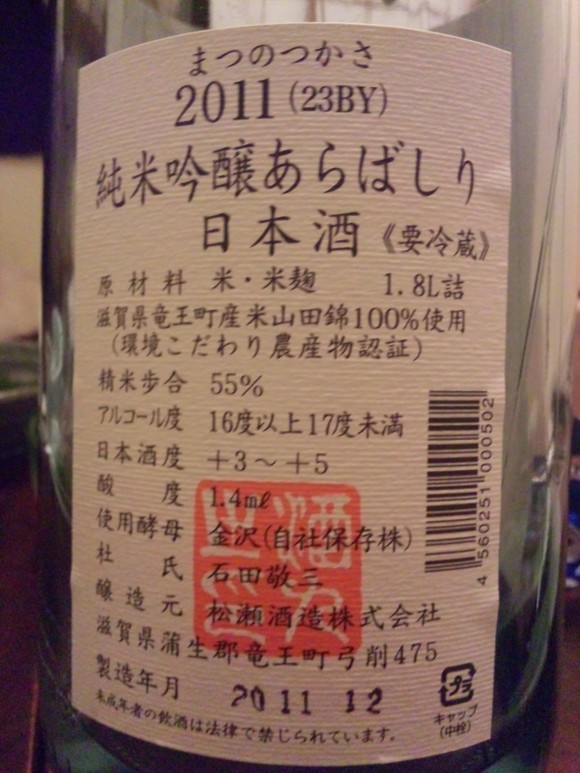 まつのつかさ
2011(23BY)
純米吟醸あらばしり
日本酒《要冷蔵》
原材料 米・米麹 1.8L詰
滋賀県竜王町産米山田錦100%使用
(環境こだわり農産物認証)
精米歩合 55%
アルコール度 16度以上17度未満
日本酒度 +3～+5
酸度 1.4mℓ
使用酵母 金沢(自社保存株)
杜氏 石田敬三
醸造元 松瀬酒造株式会社
滋賀県蒲生郡竜王町弓削475
製造年月 2011 12
未成年者の飲酒は法律で禁じられています。
4 560251 000502
プラ
キャップ
(中栓)